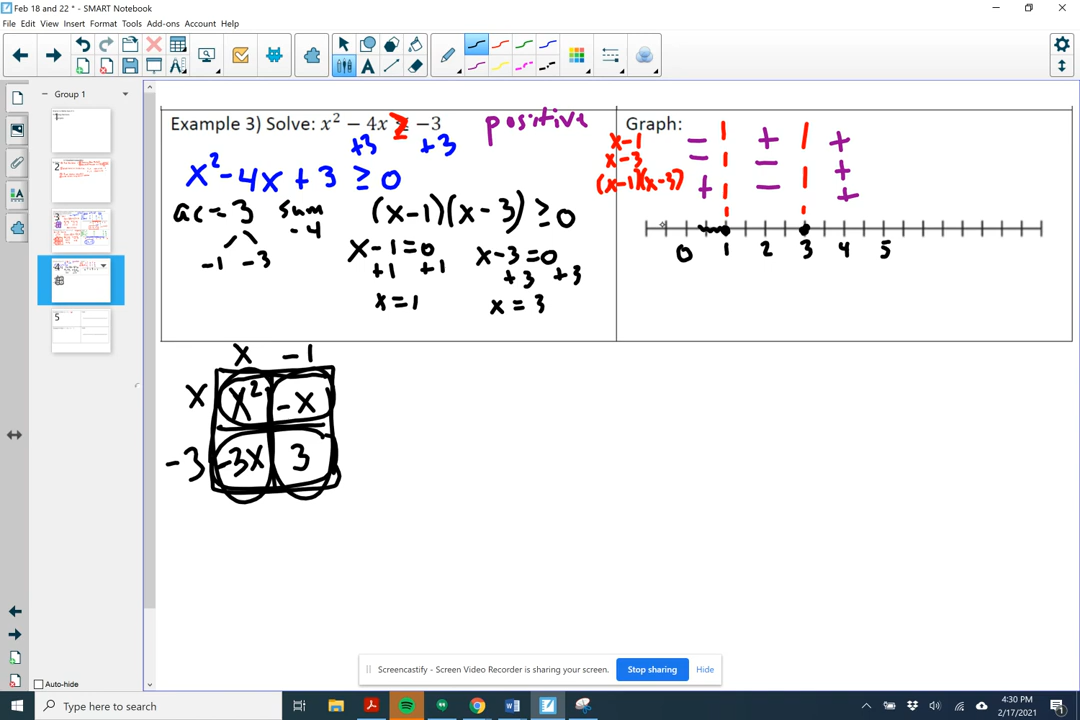 Feb 18 and 22 * - SMART Notebook
File Edit View Insert Format Tools Add-ons Account Help
Group 1
Example 3) Solve: x² − 4x ≥ −3
positive
Graph:
+3 +3
x² - 4x + 3 ≥ 0
ac = 3 sum
-4
-1 -3
(x-1)(x-3) ≥ 0
x-1=0 x-3=0
+1 +1 +3 +3
x=1 x=3
x-1 - + +
x-3 - - +
(x-1)(x-3) + - +
0 1 2 3 4 5
x -1
x x² -x
-3 -3x 3
2
3
4
5
Auto-hide
Screencastify - Screen Video Recorder is sharing your screen. Stop sharing Hide
Type here to search
4:30 PM
2/17/2021